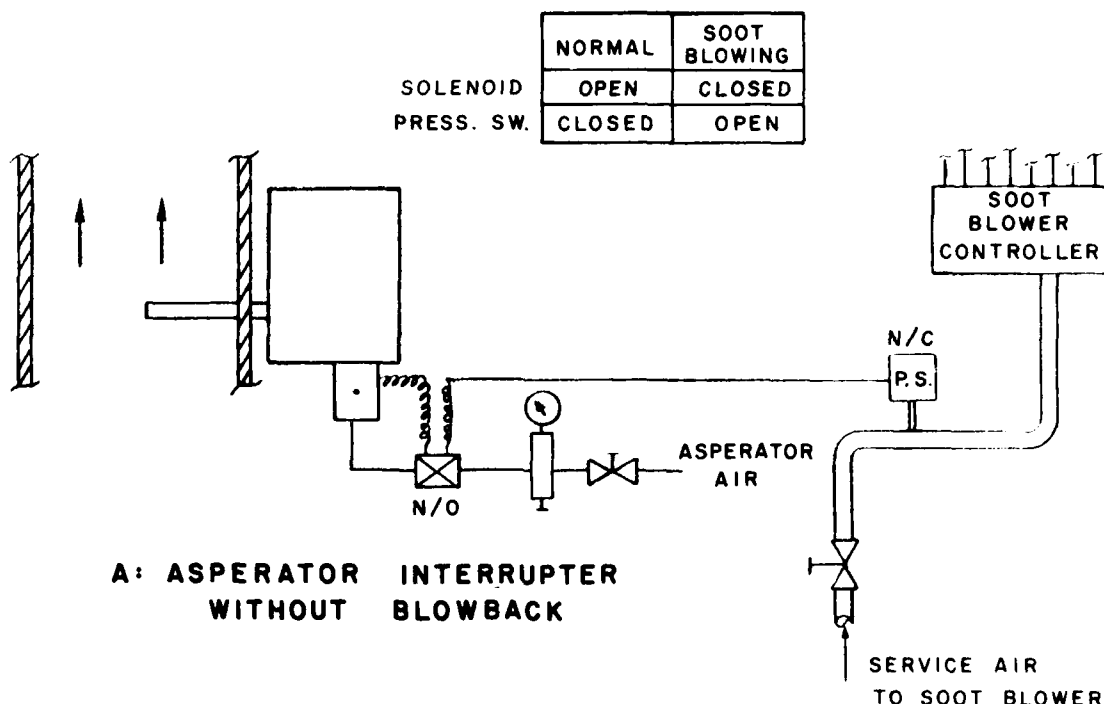 NORMAL SOOT BLOWING
SOLENOID OPEN CLOSED
PRESS. SW. CLOSED OPEN
SOOT
BLOWER
CONTROLLER
N/C
P.S.
ASPERATOR
AIR
N/O
A: ASPERATOR INTERRUPTER
WITHOUT BLOWBACK
SERVICE AIR
TO SOOT BLOWER